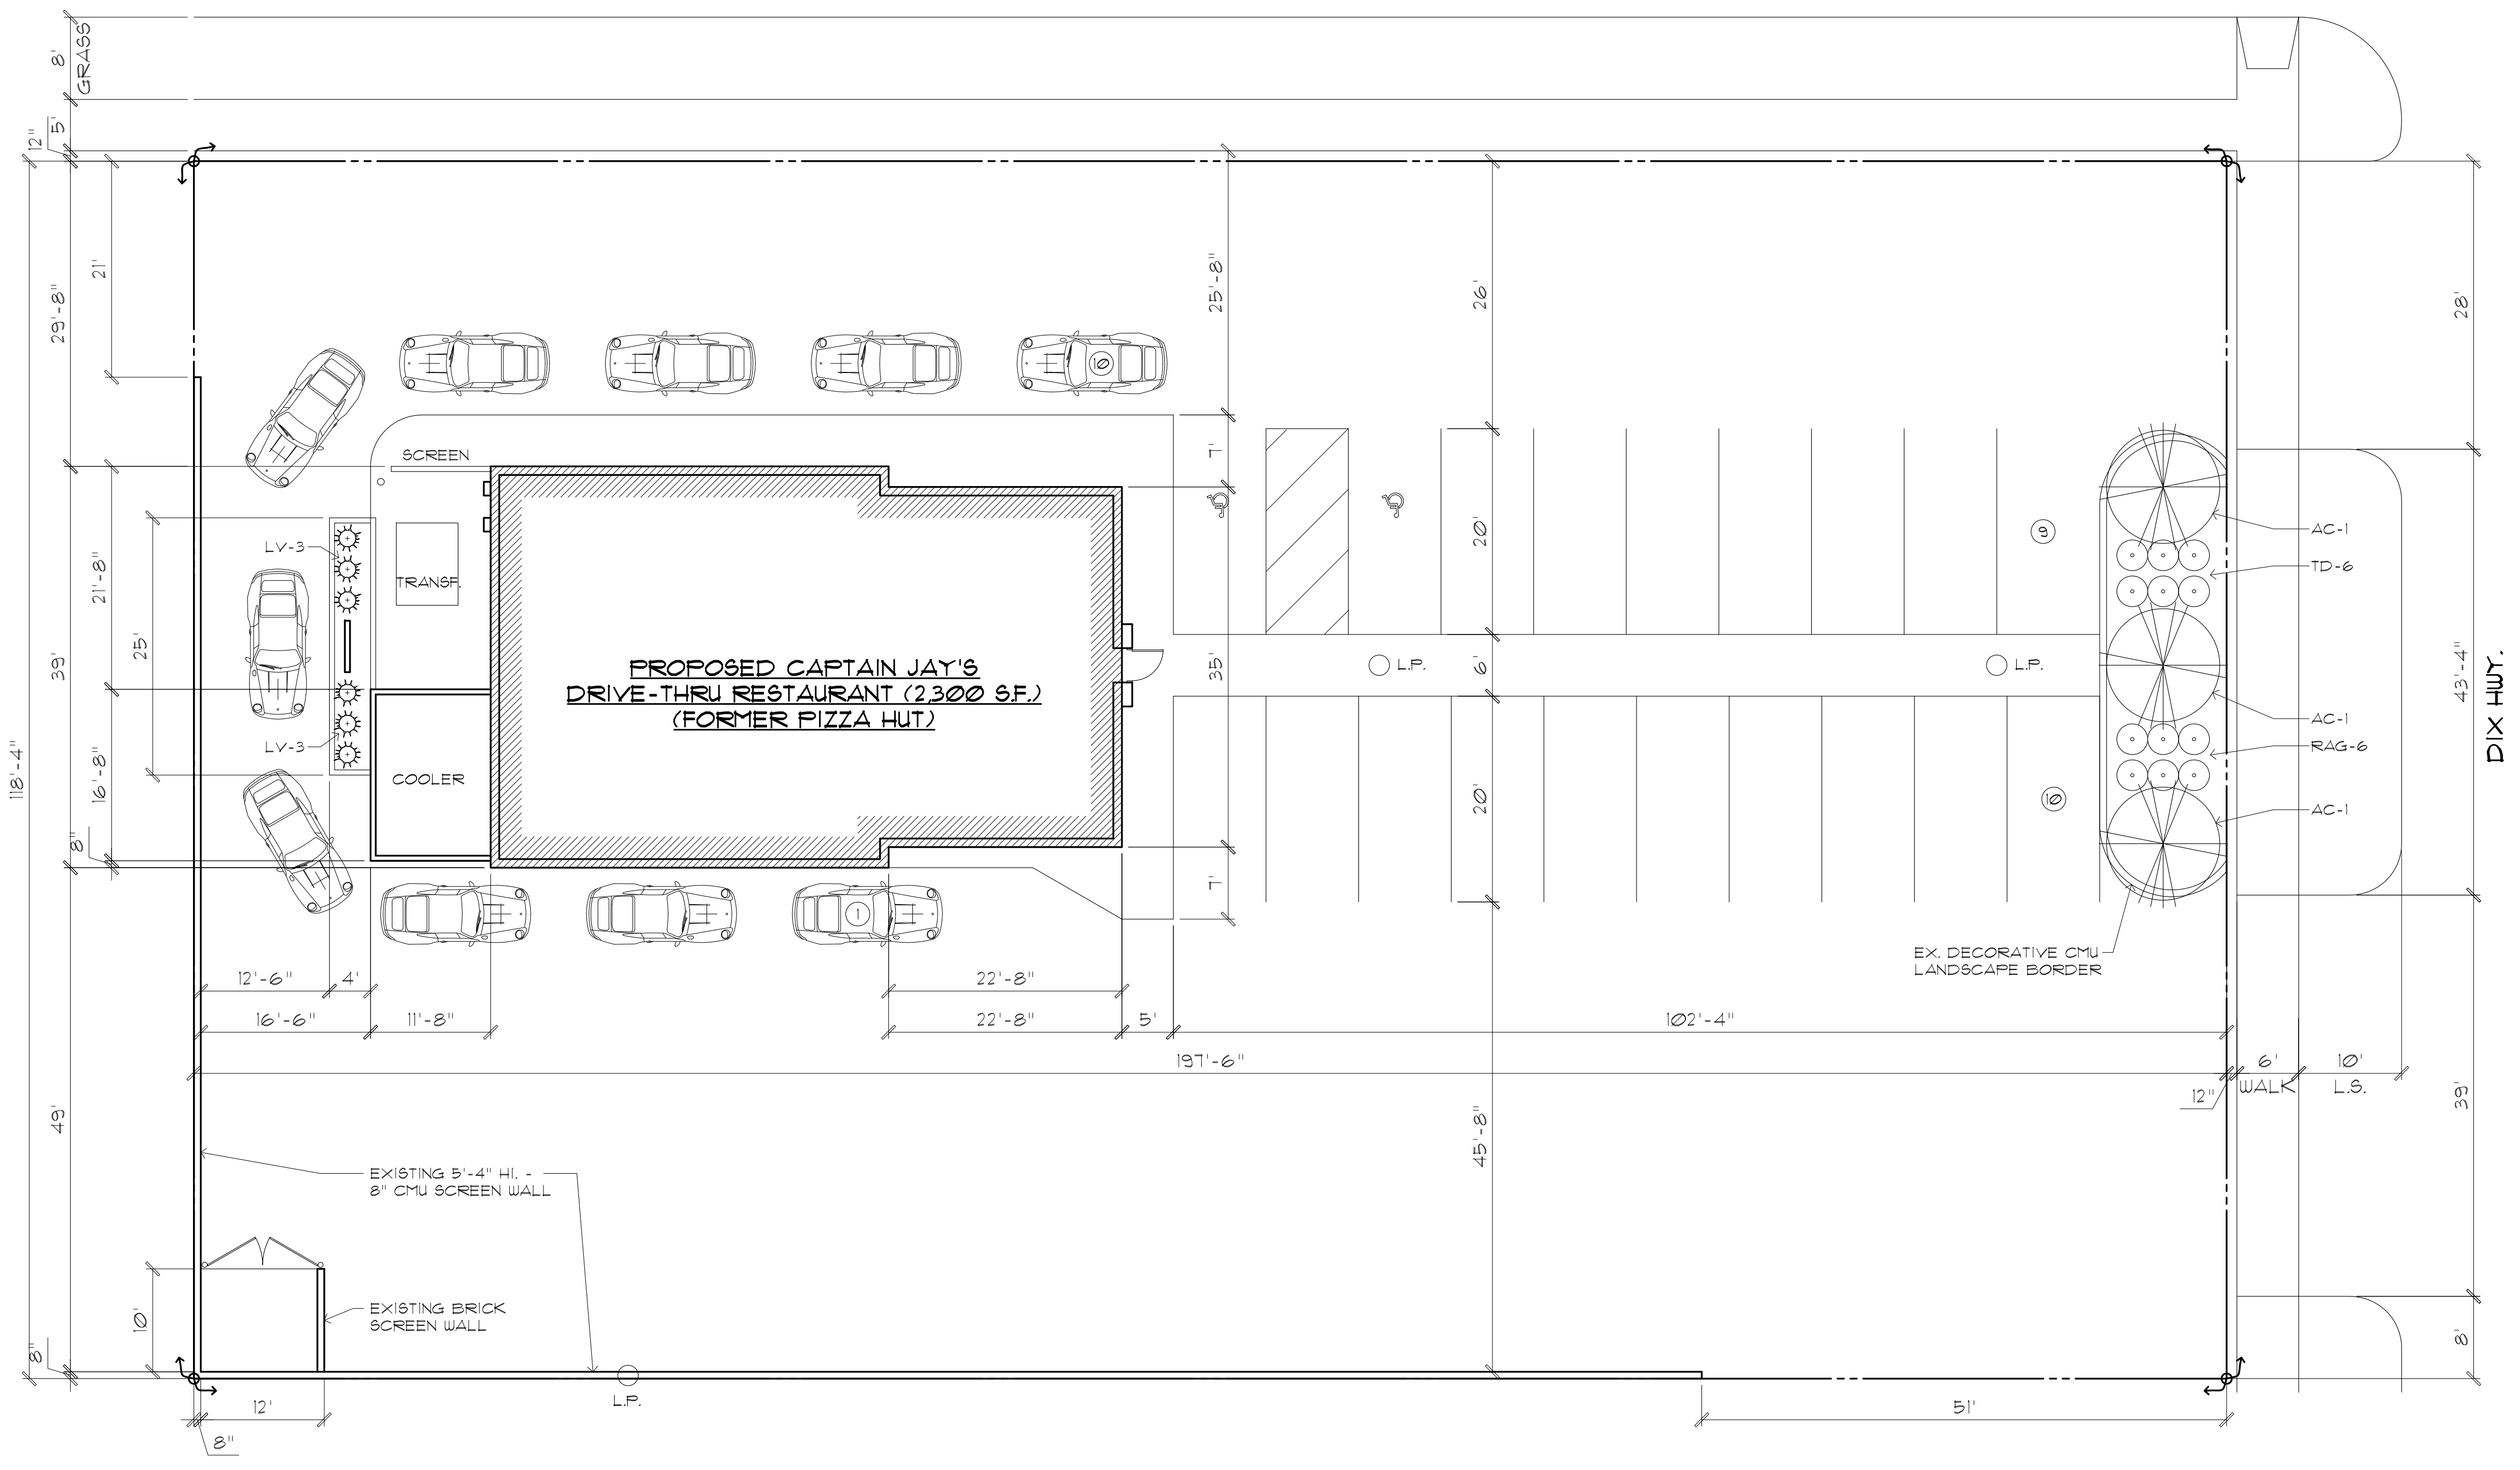 8'
GRASS
12"
5'
21'
29'-8"
25'-8"
26'
28'
10
SCREEN
7'
LV-3
TRANSF.
20'
9
AC-1
TD-6
21'-8"
25'
39'
118'-4"
PROPOSED CAPTAIN JAY'S
DRIVE-THRU RESTAURANT (2,300 S.F.)
(FORMER PIZZA HUT)
35'
6'
L.P.
L.P.
43'-4"
DIX HWY.
LV-3
COOLER
16'-8"
8"
20'
10
AC-1
RAG-6
AC-1
7'
1
EX. DECORATIVE CMU
LANDSCAPE BORDER
12'-6"
4'
22'-8"
16'-6"
11'-8"
22'-8"
5'
102'-4"
197'-6"
6'
WALK
10'
L.S.
12"
49'
45'-8"
39'
EXISTING 5'-4" HI. -
8" CMU SCREEN WALL
10'
EXISTING BRICK
SCREEN WALL
8"
8'
L.P.
12'
8"
51'